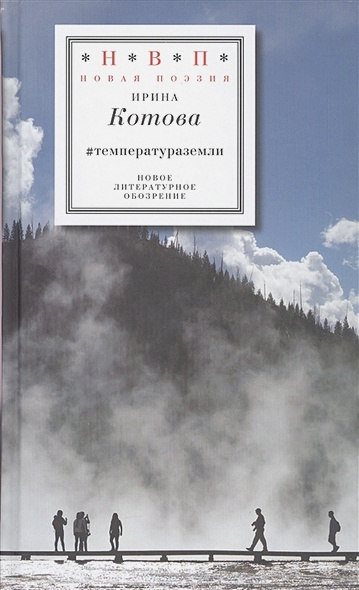 *Н*В*П*
НОВАЯ ПОЭЗИЯ
ИРИНА
Котова
#температураземли
НОВОЕ
ЛИТЕРАТУРНОЕ
ОБОЗРЕНИЕ